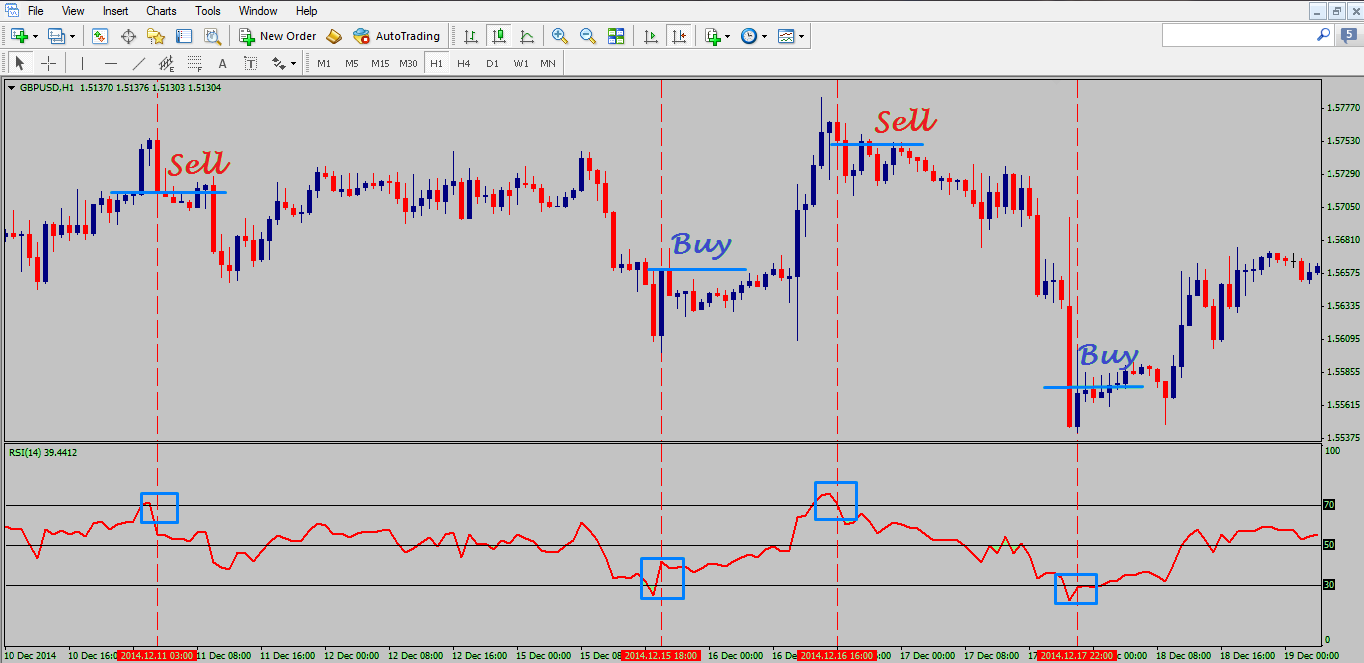 File View Insert Charts Tools Window Help
New Order AutoTrading 5
E F A T M1 M5 M15 M30 H1 H4 D1 W1 MN
GBPUSD,H1 1.51370 1.51376 1.51303 1.51304
1.57770
Sell
1.57530
Sell
1.57290
1.57050
Buy
1.56810
1.56575
1.56335
1.56095
Buy
1.55855
1.55615
1.55375
RSI(14) 39.4412
100
70
50
30
0
10 Dec 2014 10 Dec 16:00 2014.12.11 03:00 11 Dec 08:00 11 Dec 16:00 12 Dec 00:00 12 Dec 08:00 12 Dec 16:00 15 Dec 00:00 15 Dec 08 2014.12.15 18:00 16 Dec 00:00 16 De 2014.12.16 16:00 :00 17 Dec 00:00 17 Dec 08:00 17 D 2014.12.17 22:00 c 00:00 18 Dec 08:00 18 Dec 16:00 19 Dec 00:00